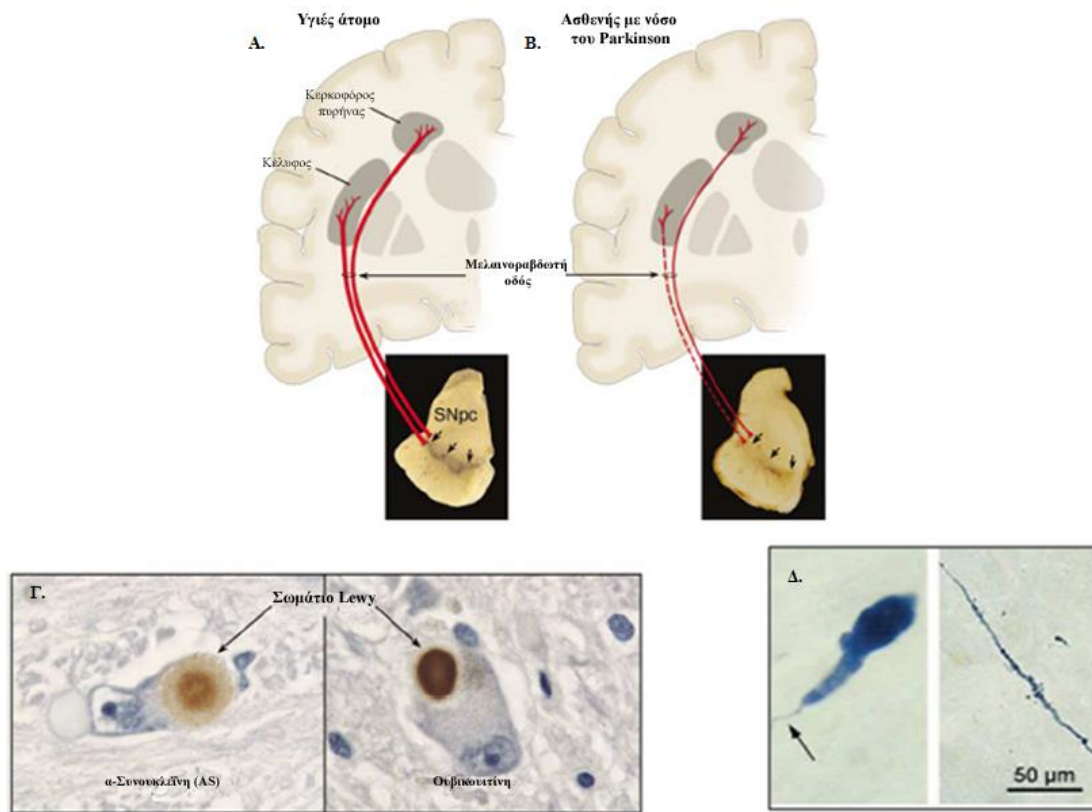 Υγιές άτομο
Α.
Ασθενής με νόσο
του Parkinson
Β.
Κερκοφόρος
πυρήνας
Κέλυφος
Μελαινοραβδωτή
οδός
SNpc
Γ.
Σωμάτιο Lewy
α-Συνουκλεΐνη (AS)
Ουβικουιτίνη
Δ.
50 μm